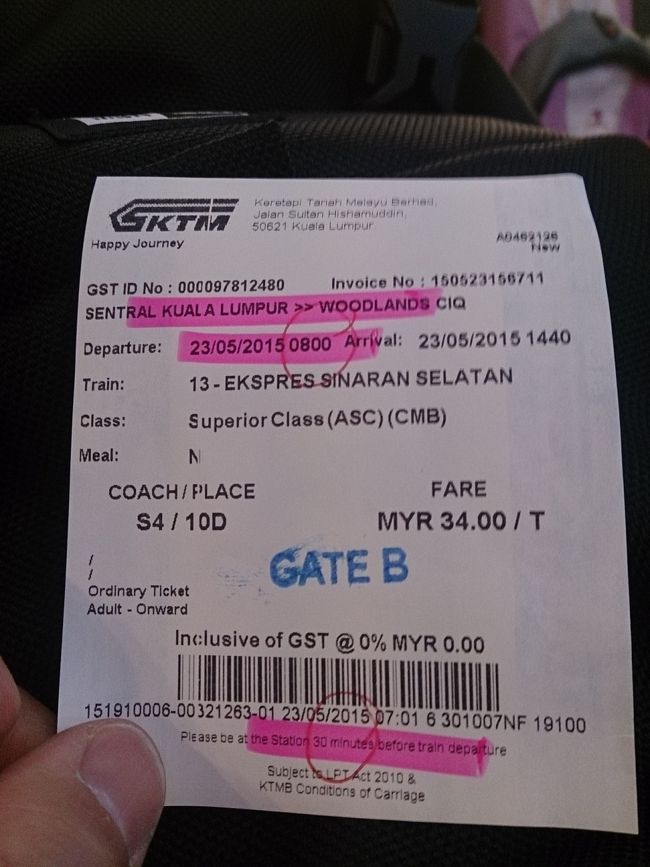 KTM
Keretapi Tanah Melayu Berhad,
Jalan Sultan Hishamuddin,
50621 Kuala Lumpur.
Happy Journey
A0462126
New
GST ID No : 000097812480 Invoice No : 150523156711
SENTRAL KUALA LUMPUR >> WOODLANDS CIQ
Departure: 23/05/2015 0800 Arrival: 23/05/2015 1440
Train: 13 - EKSPRES SINARAN SELATAN
Class: Superior Class (ASC) (CMB)
Meal: N
COACH / PLACE FARE
S4 / 10D MYR 34.00 / T
/
/
GATE B
Ordinary Ticket
Adult - Onward
Inclusive of GST @ 0% MYR 0.00
151910006-00321263-01 23/05/2015 07:01 6 301007NF 19100
Please be at the Station 30 minutes before train departure
Subject to LPT Act 2010 &
KTMB Conditions of Carriage